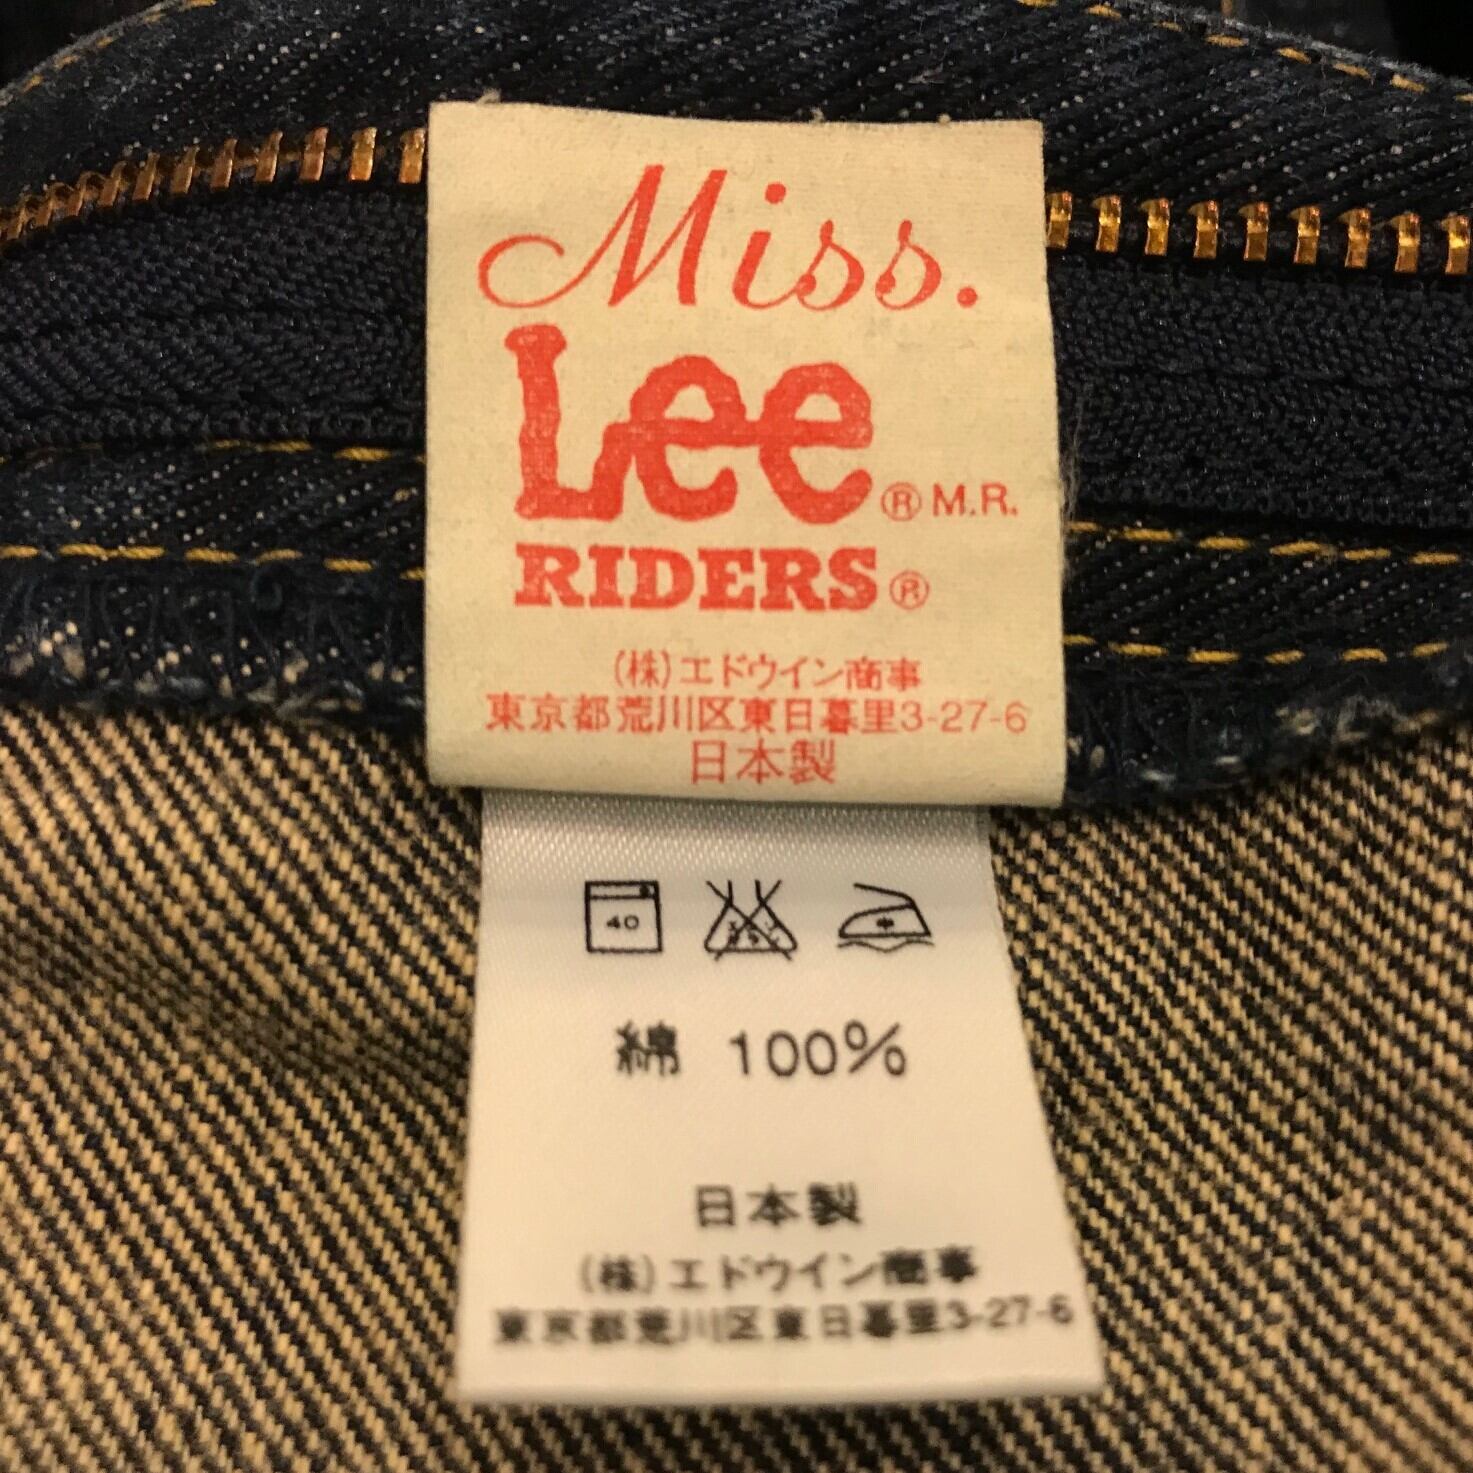 Miss.
Lee® M.R.
RIDERS®
(株)エドウイン商事
東京都荒川区東日暮里3-27-6
日本製
40
中
綿 100%
日本製
(株)エドウイン商事
東京都荒川区東日暮里3-27-6